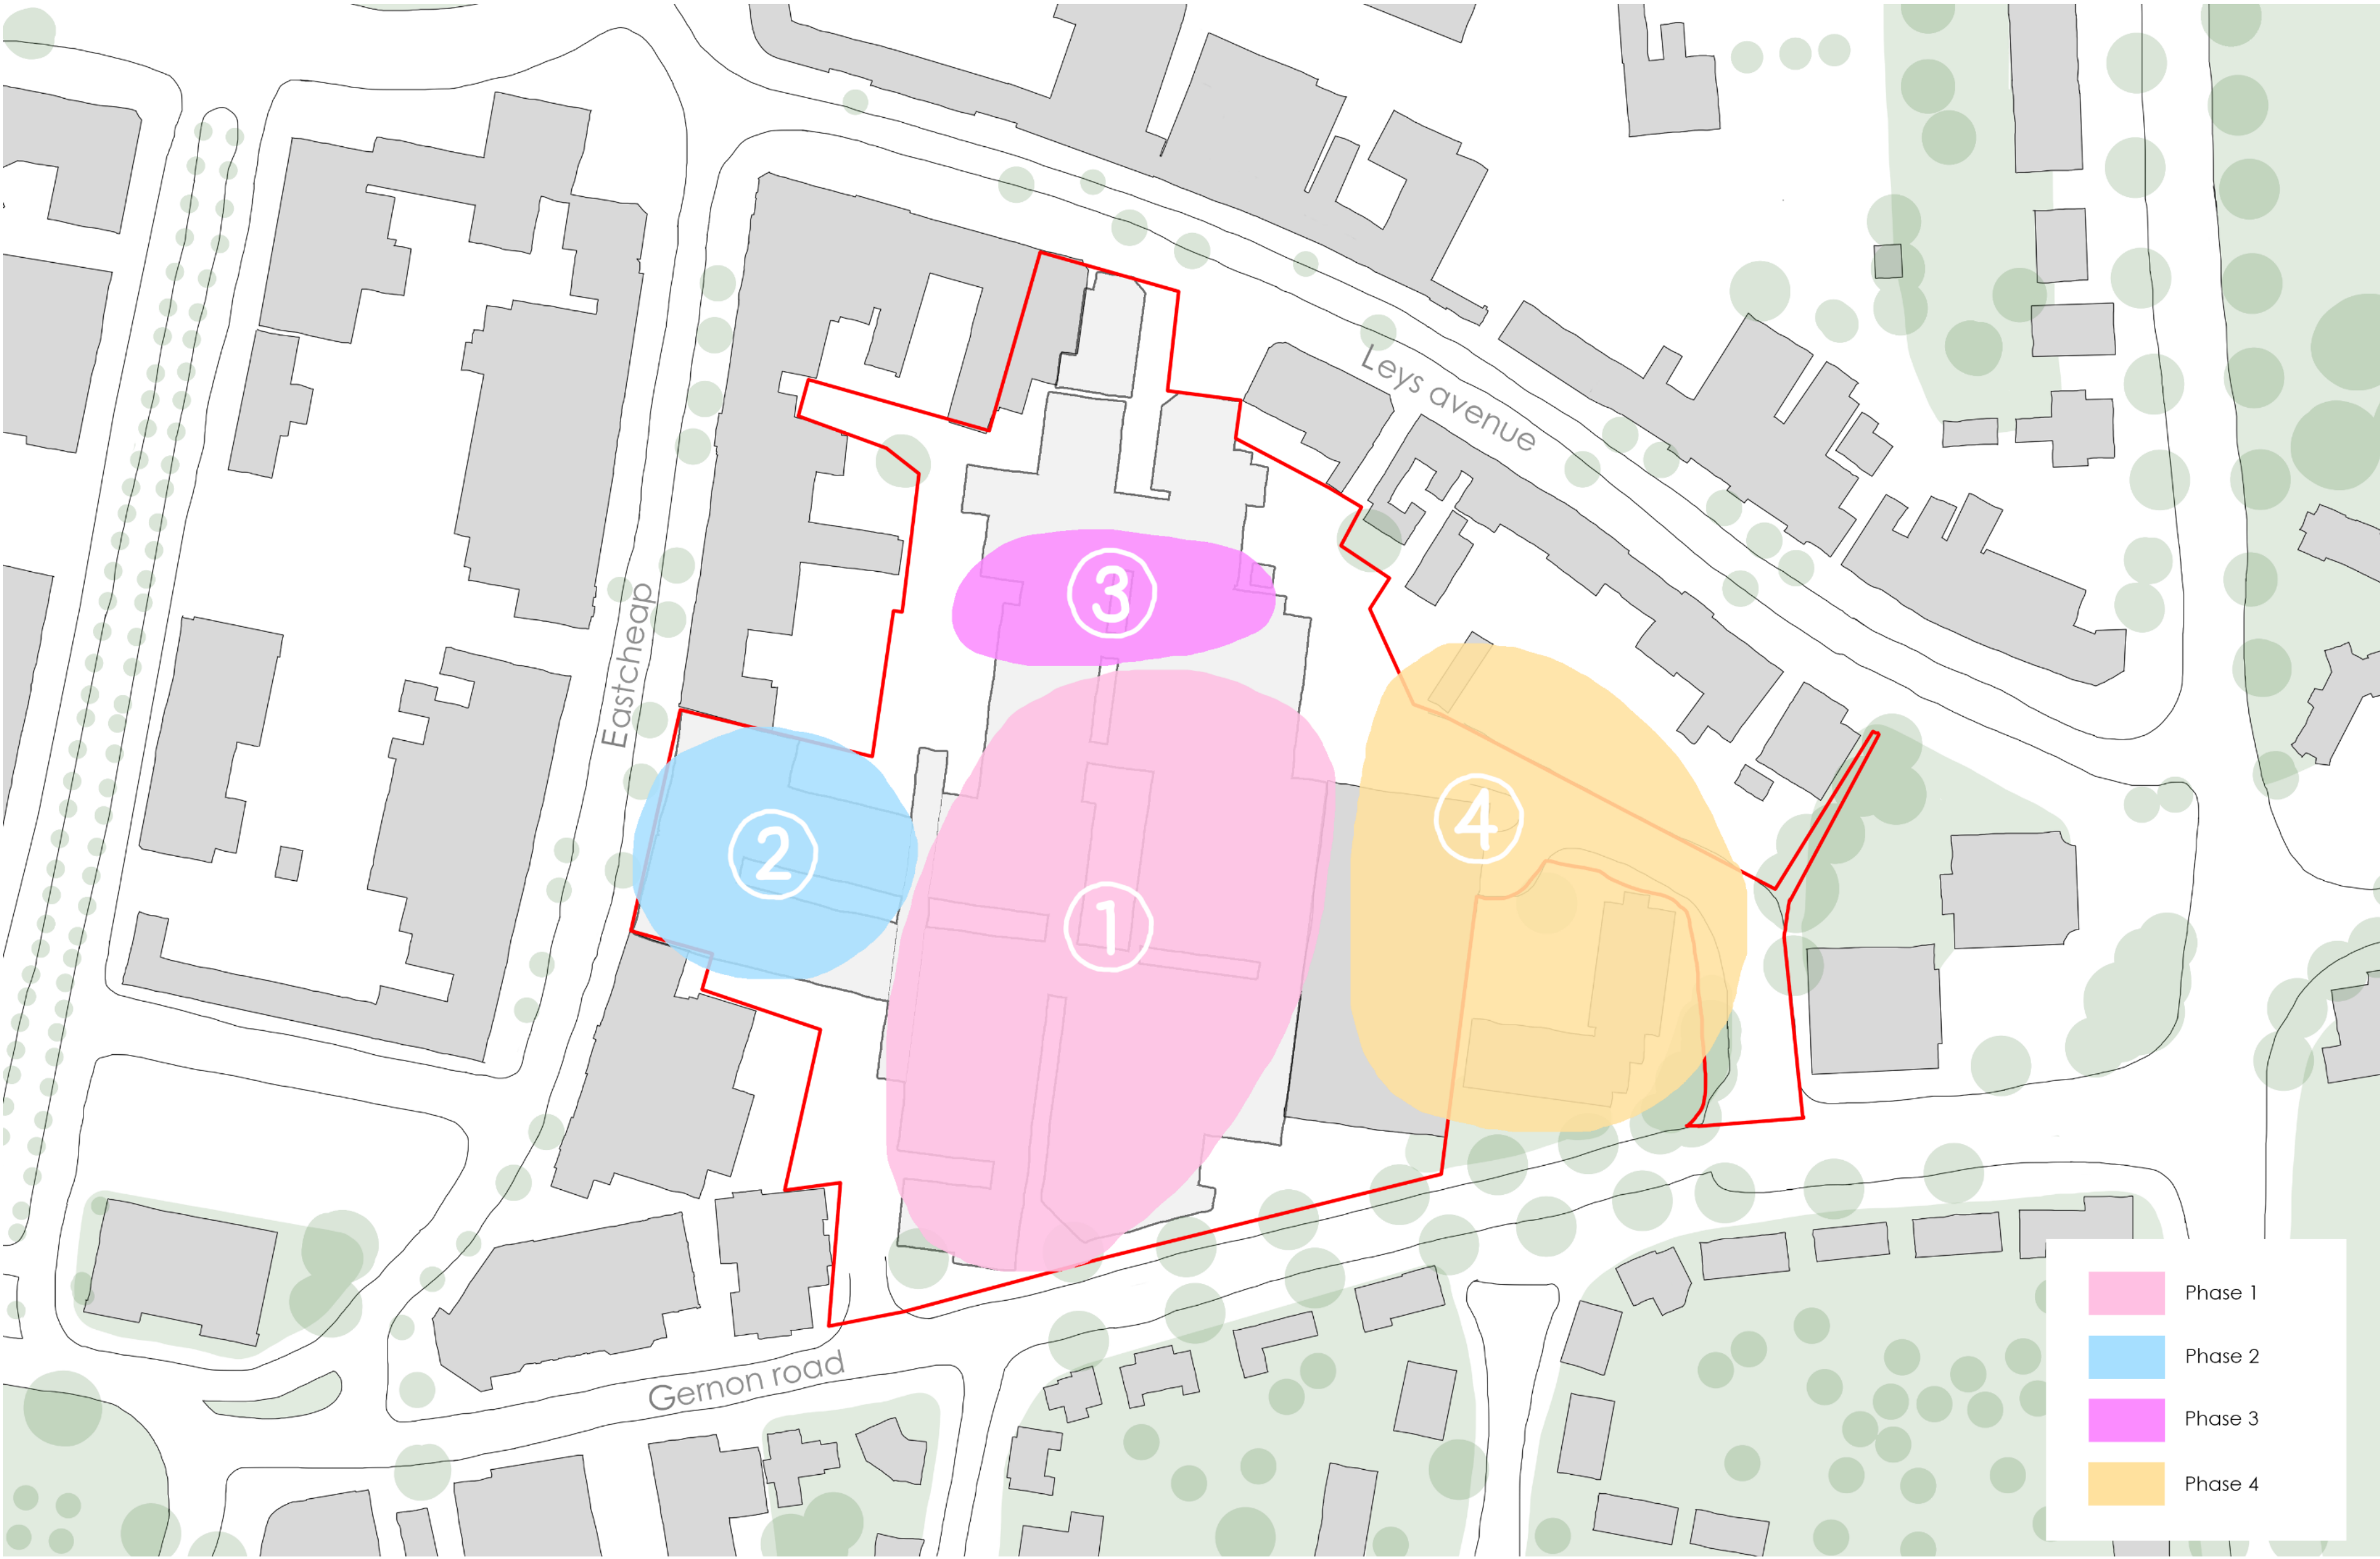 Leys avenue
Eastcheap
3
4
2
1
Gernon road
Phase 1
Phase 2
Phase 3
Phase 4